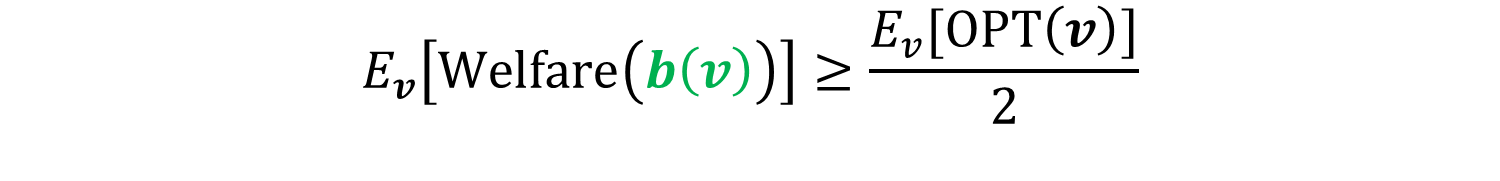 E_v[Welfare(b(v))] ≥ E_v[OPT(v)] / 2